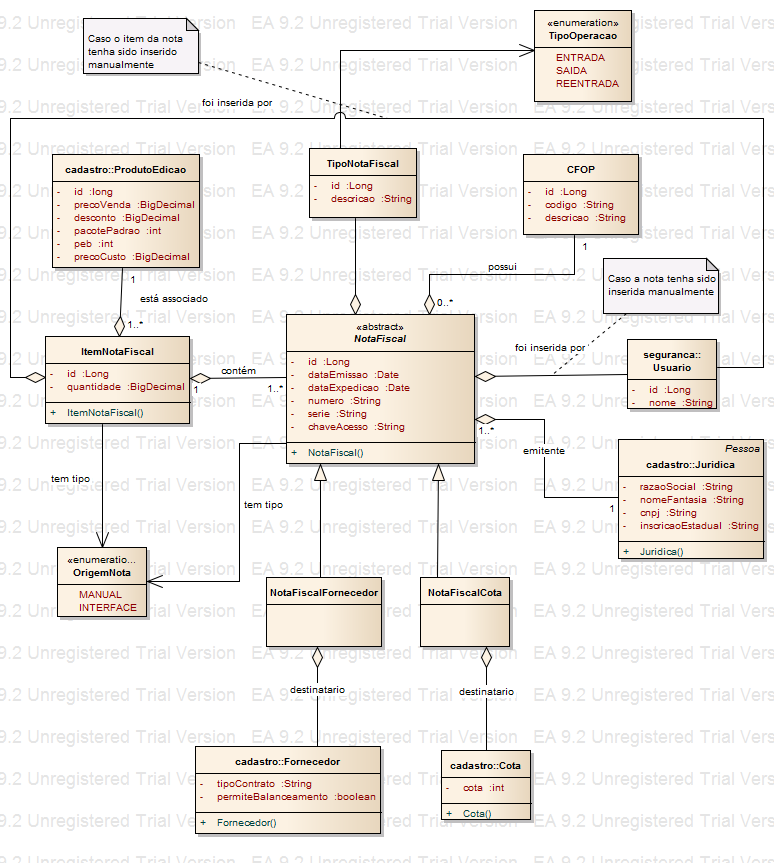 EA 9.2 Unregistered Trial Version
Caso o item da nota
tenha sido inserido
manualmente
«enumeration»
TipoOperacao
ENTRADA
SAIDA
REENTRADA
foi inserida por
cadastro::ProdutoEdicao
- id :long
- precoVenda :BigDecimal
- desconto :BigDecimal
- pacotePadrao :int
- peb :int
- precoCusto :BigDecimal
TipoNotaFiscal
- id :Long
- descricao :String
CFOP
- id :Long
- codigo :String
- descricao :String
1
possui
0..*
1
está associado
1..*
Caso a nota tenha sido
inserida manualmente
ItemNotaFiscal
- id :Long
- quantidade :BigDecimal
+ ItemNotaFiscal()
contém
1
1..*
«abstract»
NotaFiscal
- id :Long
- dataEmissao :Date
- dataExpedicao :Date
- numero :String
- serie :String
- chaveAcesso :String
+ NotaFiscal()
foi inserida por
seguranca::
Usuario
- id :Long
- nome :String
1..*
emitente
1
Pessoa
cadastro::Juridica
- razaoSocial :String
- nomeFantasia :String
- cnpj :String
- inscricaoEstadual :String
+ Juridica()
tem tipo
tem tipo
«enumeratio...
OrigemNota
MANUAL
INTERFACE
NotaFiscalFornecedor
NotaFiscalCota
destinatario
destinatario
cadastro::Fornecedor
- tipoContrato :String
- permiteBalanceamento :boolean
+ Fornecedor()
cadastro::Cota
- cota :int
+ Cota()